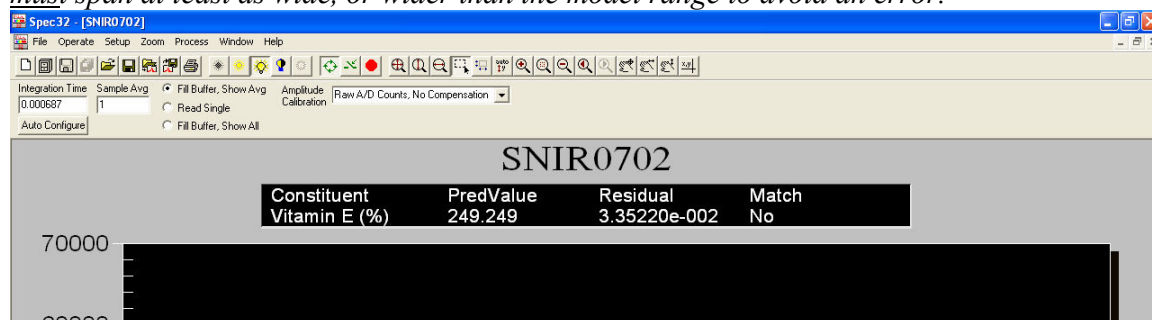 must span at least as wide, or wider than the model range to avoid an error.
Spec32 - [SNIR0702]
File Operate Setup Zoom Process Window Help
Integration Time Sample Avg Fill Buffer, Show Avg Amplitude Calibration Raw A/D Counts, No Compensation
0.000687 1 Read Single
Auto Configure Fill Buffer, Show All
SNIR0702
Constituent PredValue Residual Match
Vitamin E (%) 249.249 3.35220e-002 No
70000